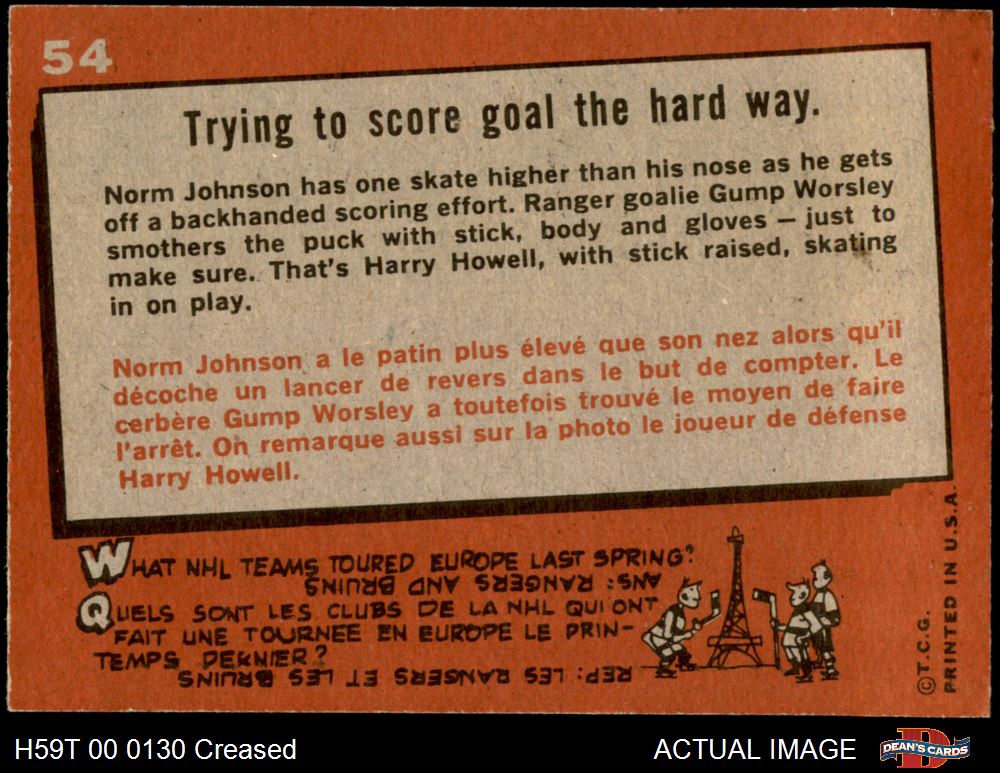 54
Trying to score goal the hard way.
Norm Johnson has one skate higher than his nose as he gets
off a backhanded scoring effort. Ranger goalie Gump Worsley
smothers the puck with stick, body and gloves — just to
make sure. That's Harry Howell, with stick raised, skating
in on play.
Norm Johnson a le patin plus élevé que son nez alors qu'il
décoche un lancer de revers dans le but de compter. Le
cerbère Gump Worsley a toutefois trouvé le moyen de faire
l'arrêt. On remarque aussi sur la photo le joueur de défense
Harry Howell.
WHAT NHL TEAMS TOURED EUROPE LAST SPRING?
ANS: RANGERS AND BRUINS
QUELS SONT LES CLUBS DE LA NHL QUI ONT
FAIT UNE TOURNEE EN EUROPE LE PRIN-
TEMPS DERNIER?
REP: LES RANGERS ET LES BRUINS
©T.C.G.
PRINTED IN U.S.A.
H59T 00 0130 Creased
ACTUAL IMAGE
DEAN'S CARDS